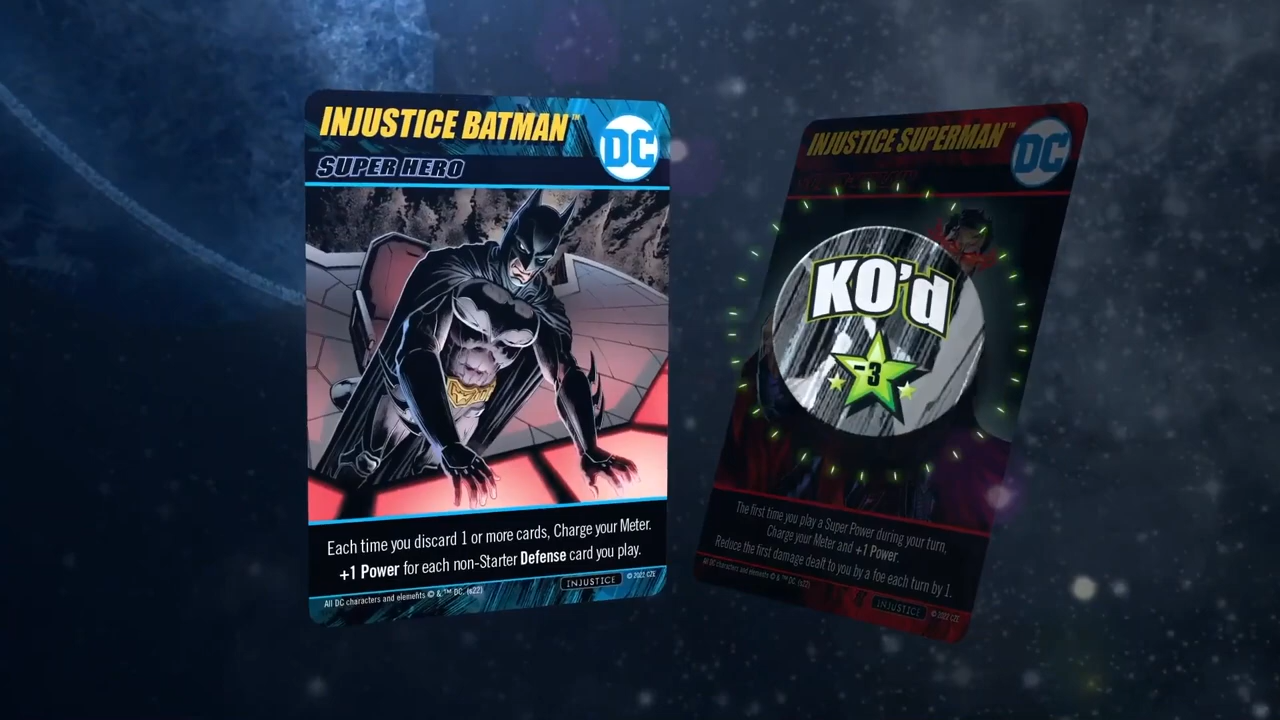 INJUSTICE BATMAN™
DC
SUPER HERO
Each time you discard 1 or more cards, Charge your Meter.
+1 Power for each non-Starter Defense card you play.
All DC characters and elements © & ™ DC. (s22)
INJUSTICE
© 2022 CZE
INJUSTICE SUPERMAN™
DC
KO'd
-3
The first time you play a Super Power during your turn,
Charge your Meter and +1 Power.
Reduce the first damage dealt to you by a foe each turn by 1.
All DC characters and elements © & ™ DC. (s22)
INJUSTICE
© 2022 CZE